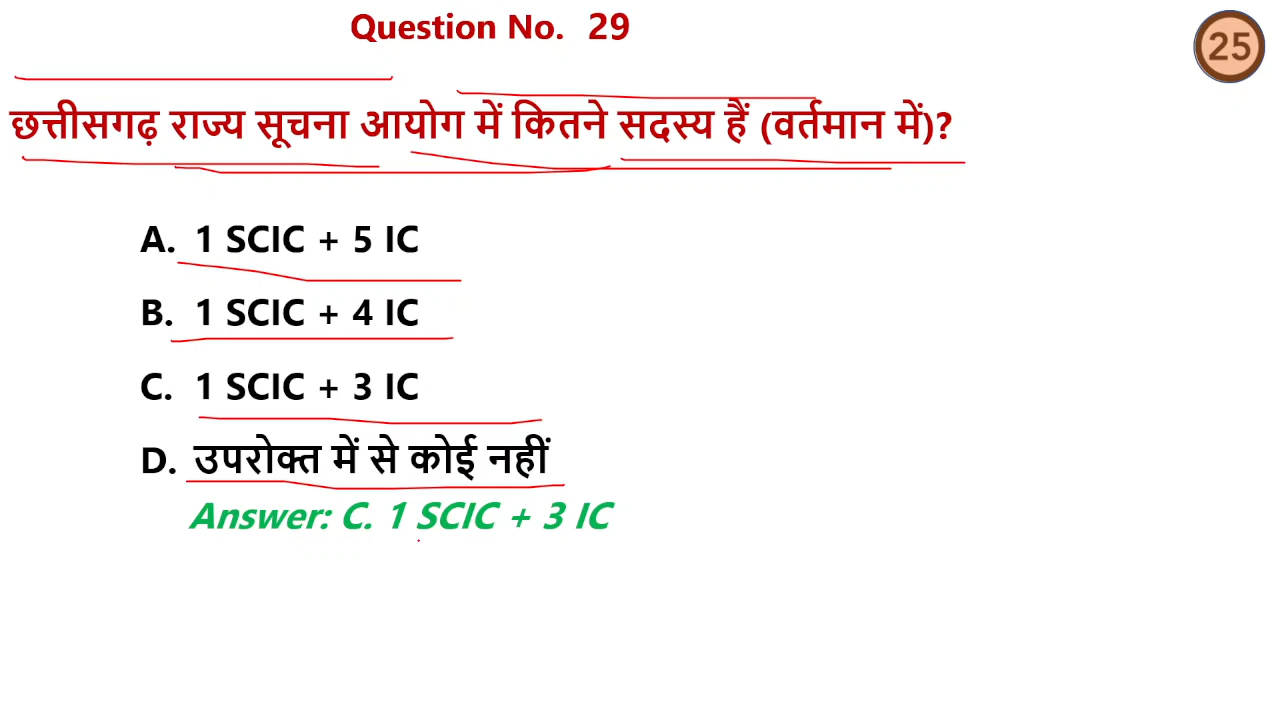 Question No. 29
25
छत्तीसगढ़ राज्य सूचना आयोग में कितने सदस्य हैं (वर्तमान में)?
A. 1 SCIC + 5 IC
B. 1 SCIC + 4 IC
C. 1 SCIC + 3 IC
D. उपरोक्त में से कोई नहीं
Answer: C. 1 SCIC + 3 IC